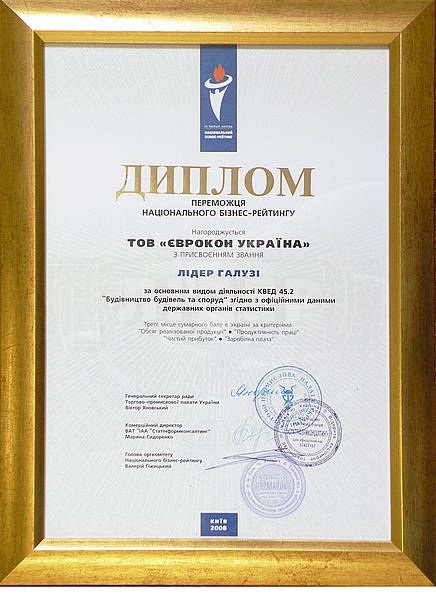 НАЦІОНАЛЬНИЙ
БІЗНЕС-РЕЙТИНГ
ДИПЛОМ
ПЕРЕМОЖЦЯ
НАЦІОНАЛЬНОГО БІЗНЕС-РЕЙТИНГУ
Нагороджується
ТОВ «ЄВРОКОН УКРАЇНА»
З ПРИСВОЄННЯМ ЗВАННЯ
ЛІДЕР ГАЛУЗІ
за основним видом діяльності КВЕД 45.2
"Будівництво будівель та споруд" згідно з офіційними даними
державних органів статистики
Третє місце сумарного балу в Україні за критеріями
"Обсяг реалізованої продукції" ● "Продуктивність праці"
"Чистий прибуток" ● "Заробітна плата"
Генеральний секретар ради
Торгово-промислової палати України
Віктор Яновський
Комерційний директор
ВАТ "ІАА "Статінформконсалтинг"
Марина Сидоренко
Голова оргкомітету
Національного бізнес-рейтингу
Валерій Пжицький
КИЇВ
2008